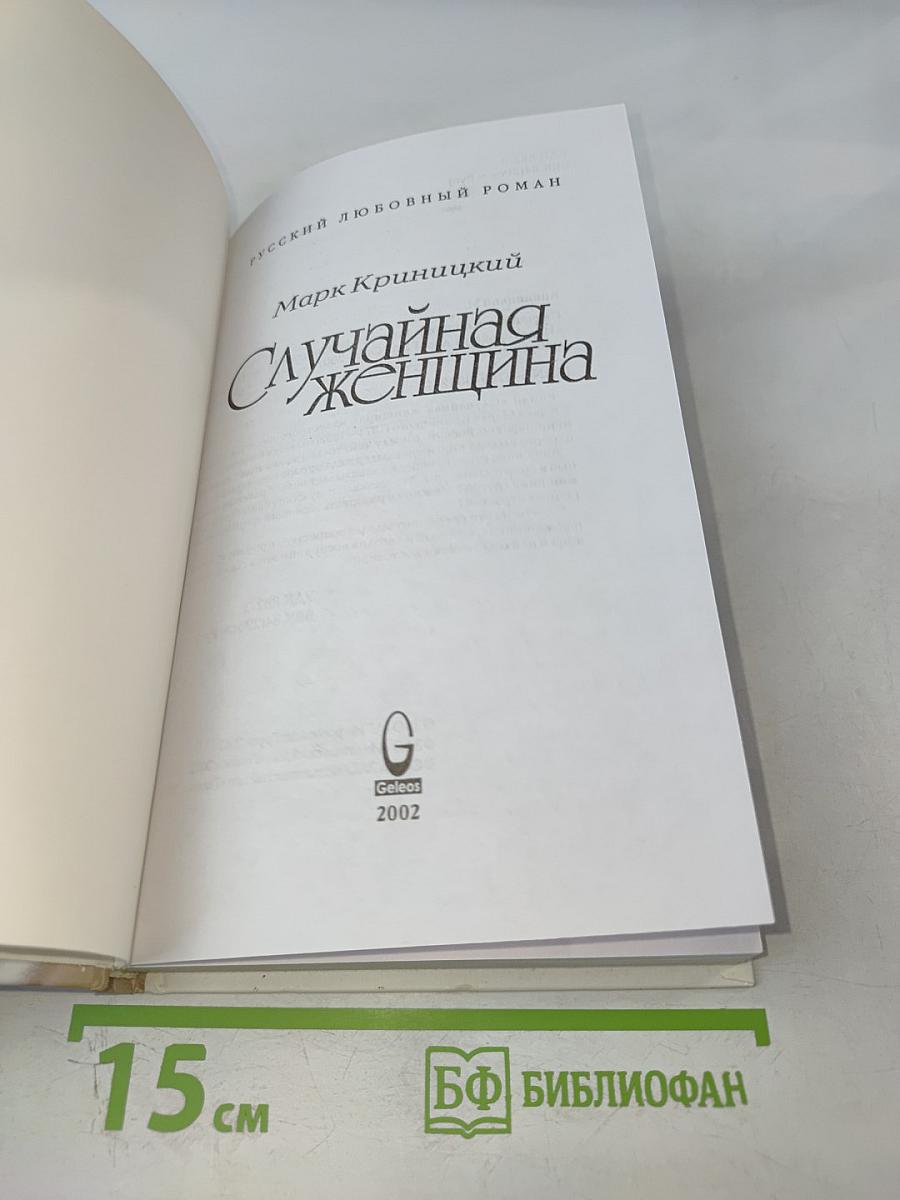 РУССКИЙ ЛЮБОВНЫЙ РОМАН
Марк Криницкий
Случайная
женщина
G
Geleos
2002
15 см
БФ БИБЛИОФАН